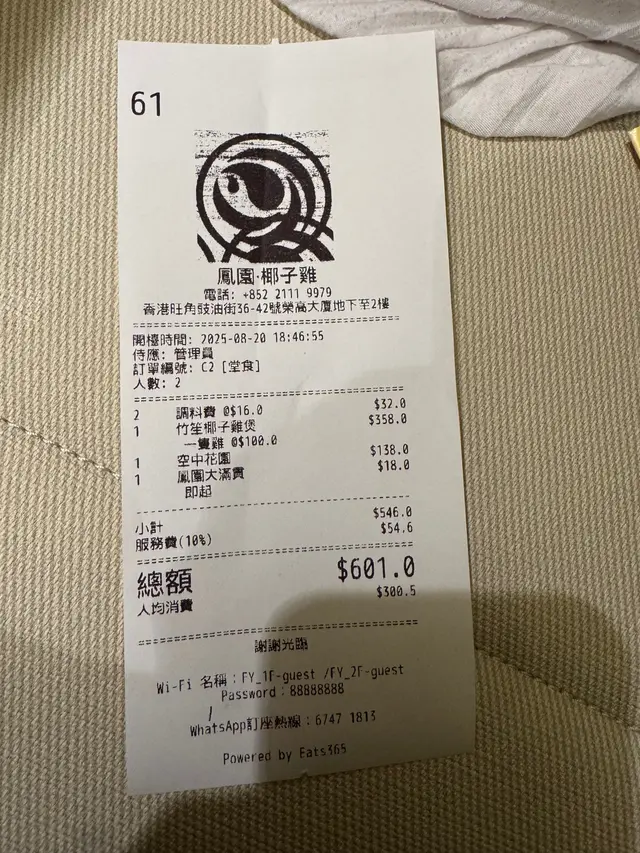 61
鳳園·椰子雞
電話: +852 2111 9979
香港旺角豉油街36-42號榮高大廈地下至2樓
開檯時間: 2025-08-20 18:46:55
侍應: 管理員
訂單編號: C2 [堂食]
人數: 2
2 調料費 @$16.0 $32.0
1 竹笙椰子雞煲 $358.0
一隻雞 @$100.0
1 空中花園 $138.0
1 鳳園大滿貫 $18.0
即起
小計 $546.0
服務費(10%) $54.6
總額 $601.0
人均消費 $300.5
謝謝光臨
Wi-Fi 名稱：FY_1F-guest /FY_2F-guest
Password：88888888
/
WhatsApp訂座熱線：6747 1813
Powered by Eats365